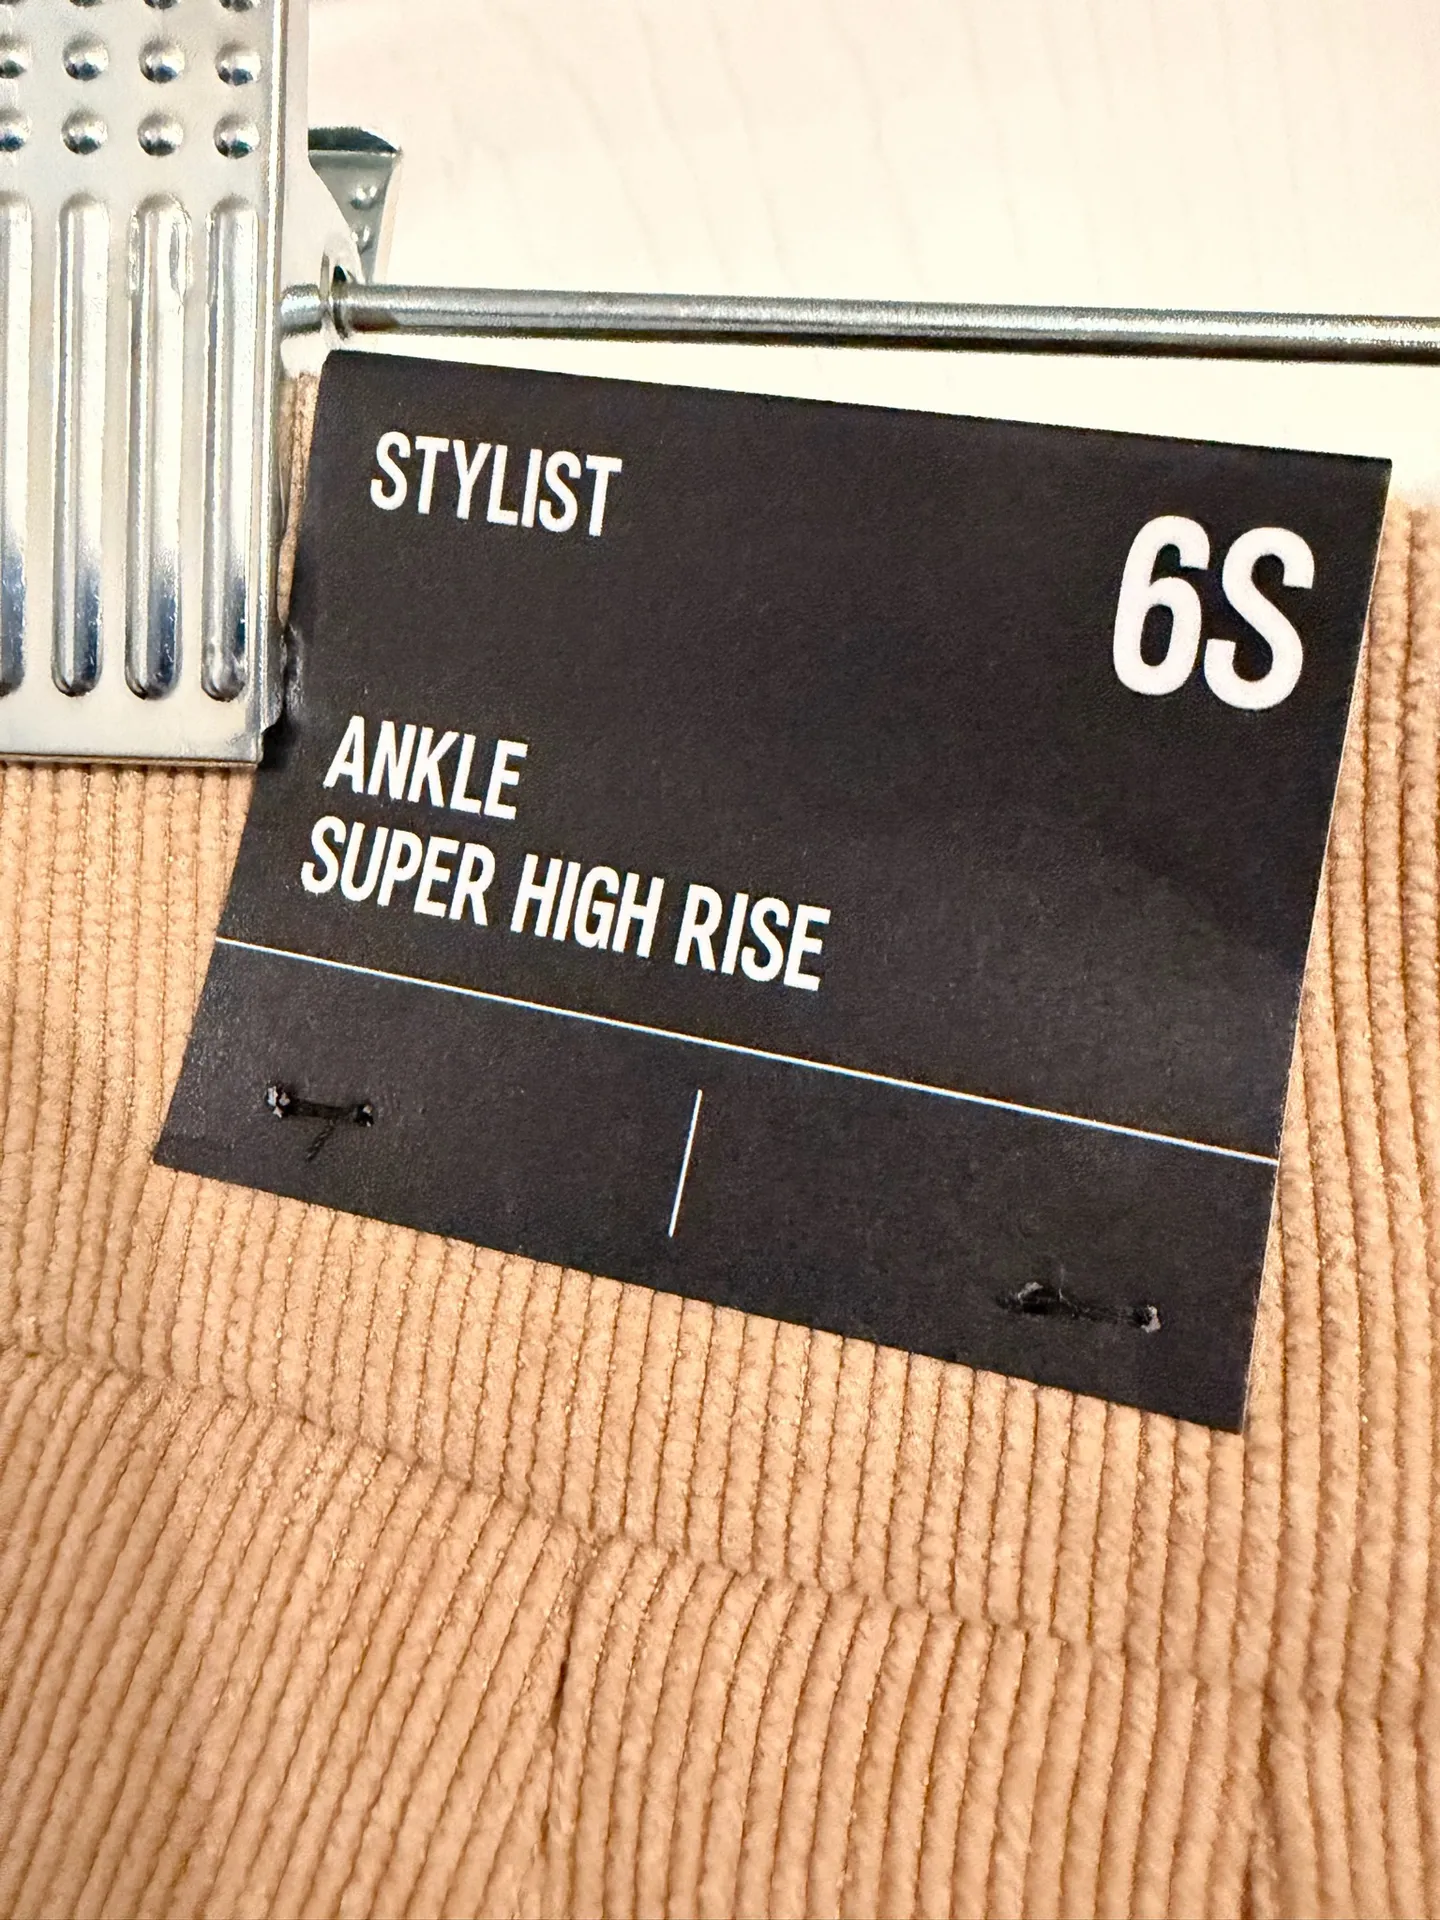 STYLIST
6S
ANKLE
SUPER HIGH RISE